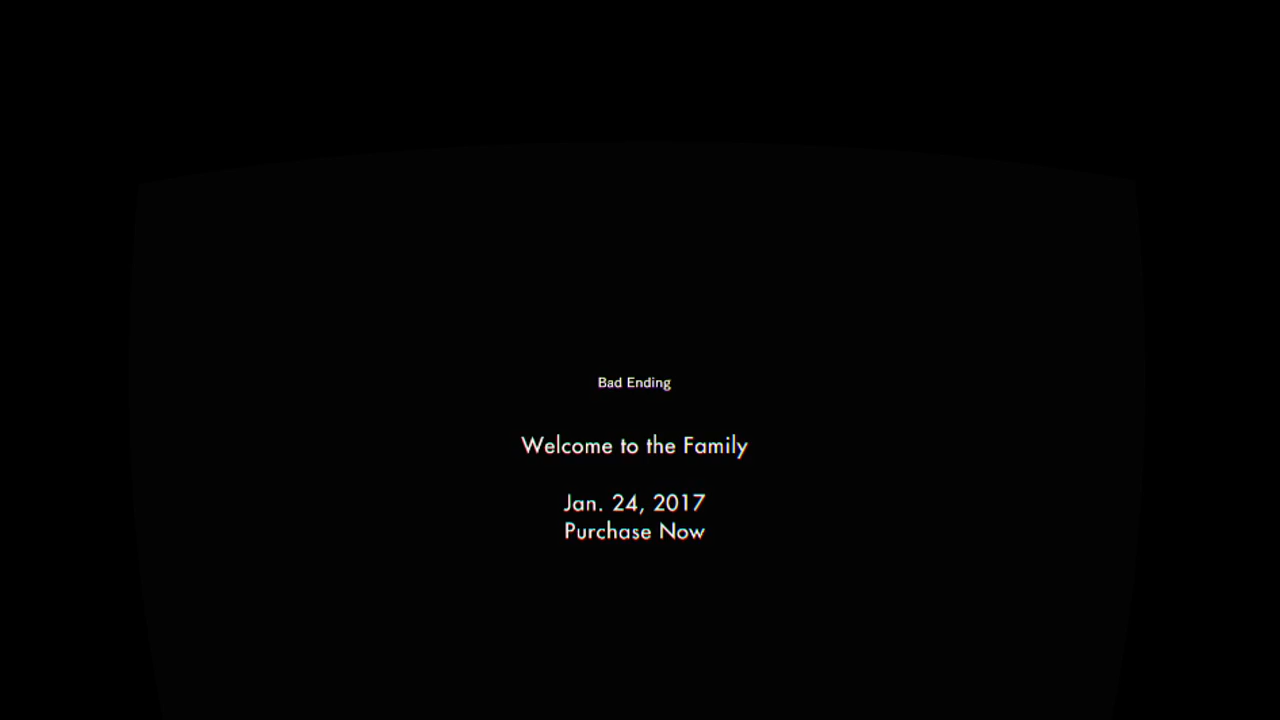 Bad Ending
Welcome to the Family
Jan. 24, 2017
Purchase Now